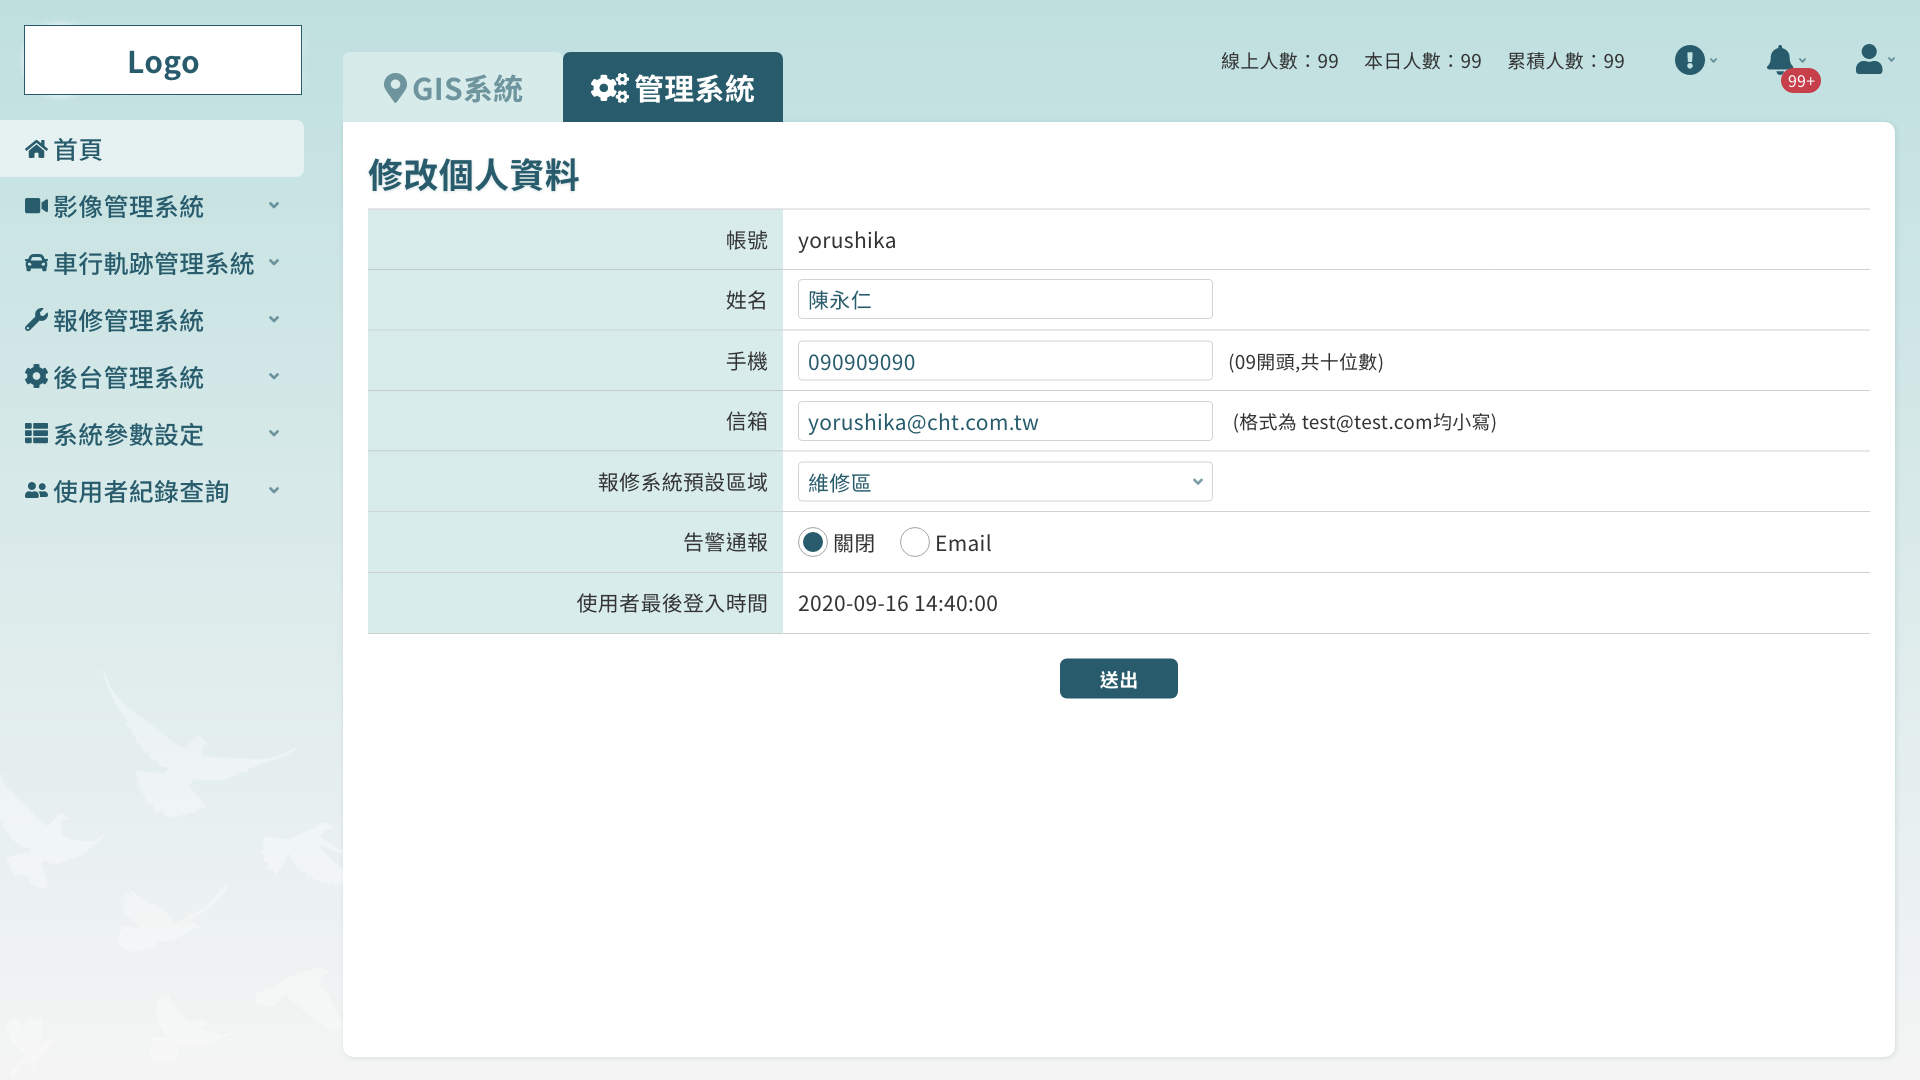 Logo
GIS系統
管理系統
線上人數：99 本日人數：99 累積人數：99
99+
首頁
影像管理系統
車行軌跡管理系統
報修管理系統
後台管理系統
系統參數設定
使用者紀錄查詢
修改個人資料
帳號 yorushika
姓名 陳永仁
手機 090909090 (09開頭,共十位數)
信箱 yorushika@cht.com.tw (格式為 test@test.com均小寫)
報修系統預設區域 維修區
告警通報 關閉 Email
使用者最後登入時間 2020-09-16 14:40:00
送出